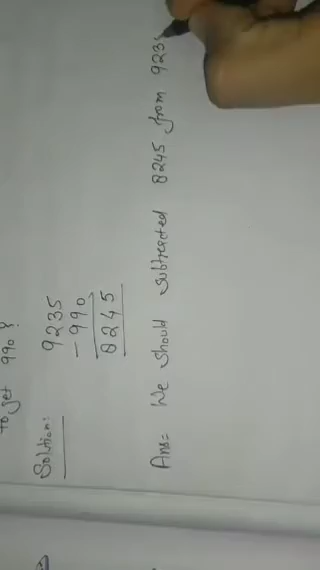 to get 990?
Solution:
9235
- 990
8245
Ans= We should subtracted 8245 from 923